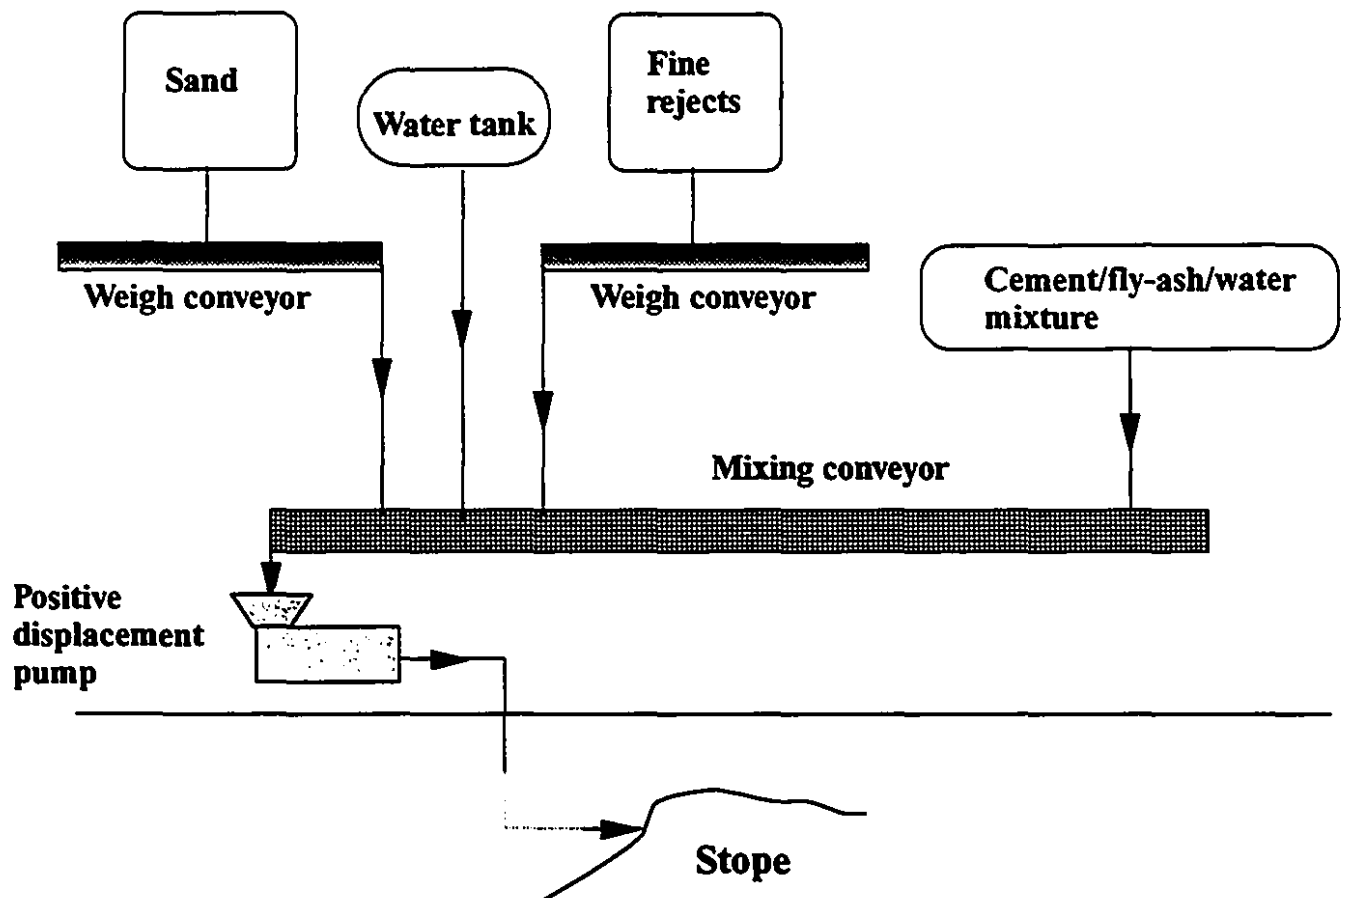 Sand
Water tank
Fine
rejects
Weigh conveyor
Weigh conveyor
Cement/fly-ash/water
mixture
Mixing conveyor
Positive
displacement
pump
Stope